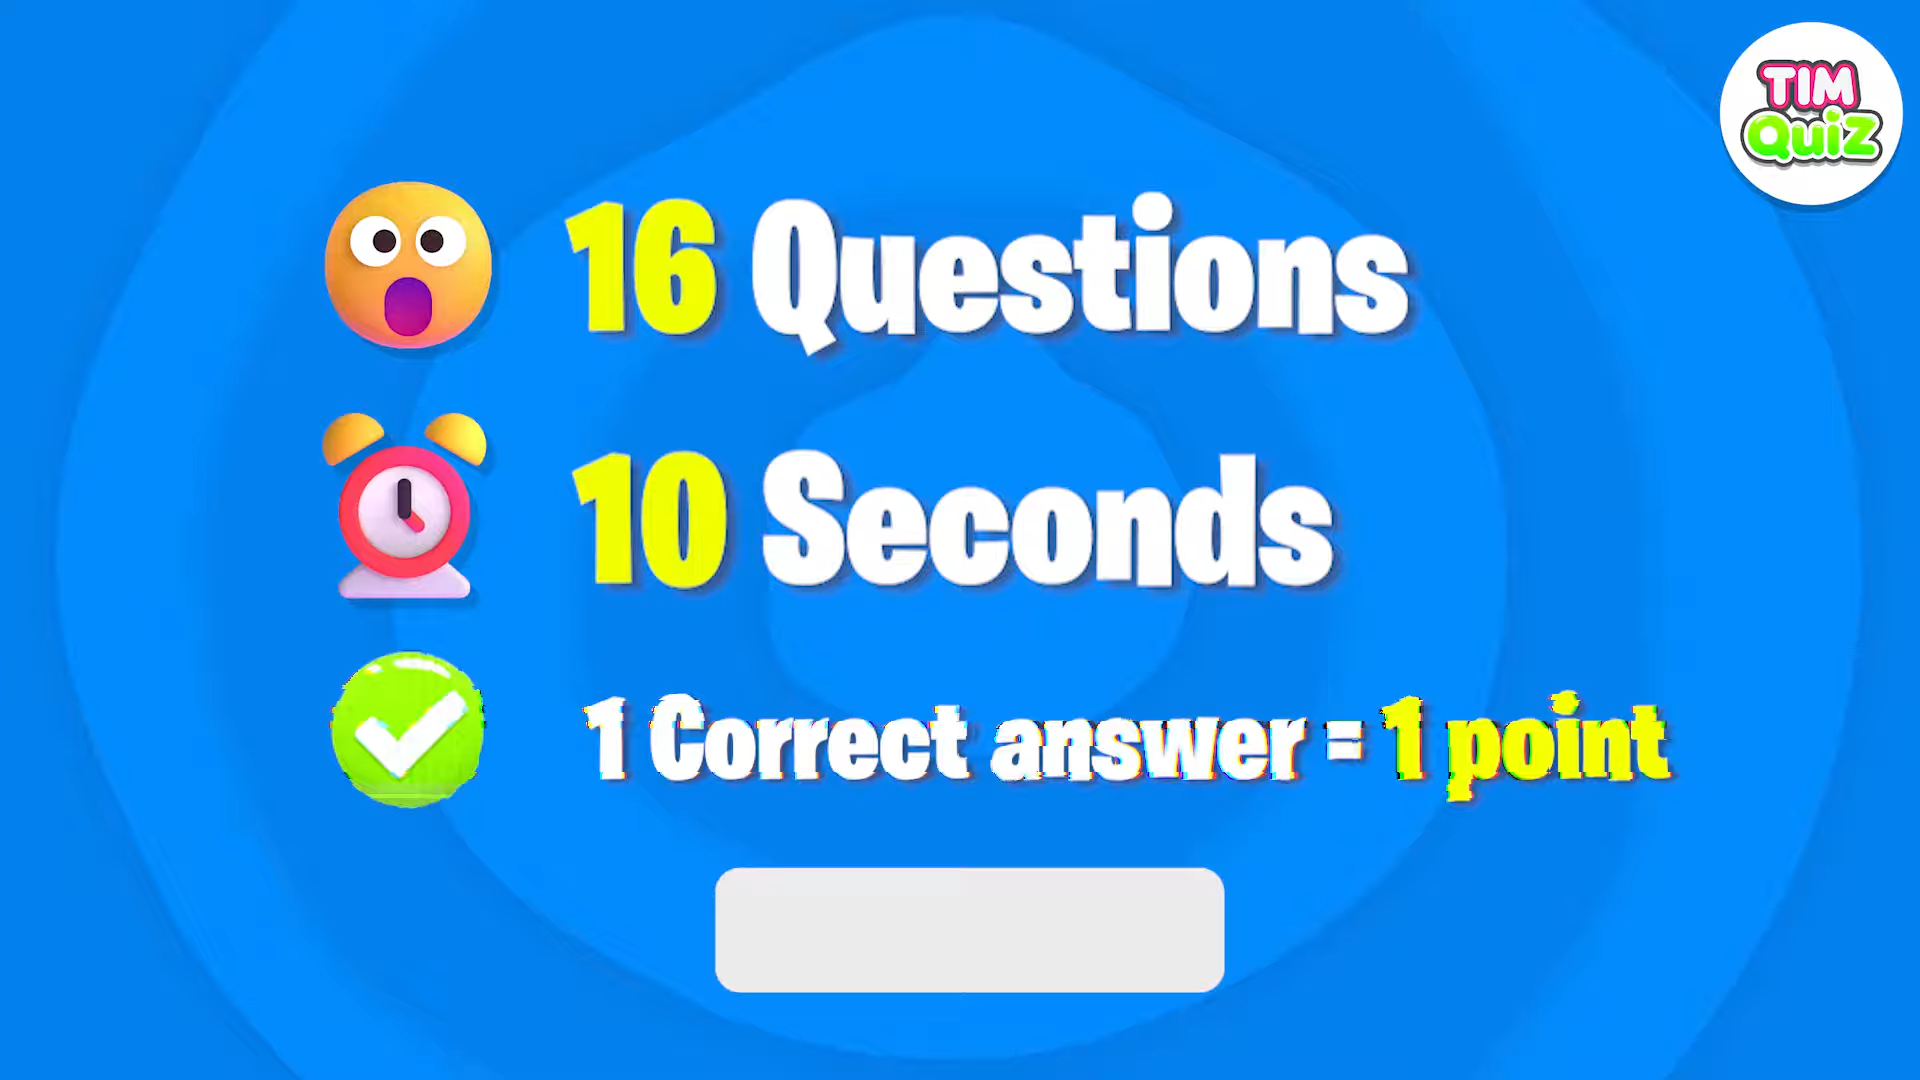 TIM
QuiZ
16 Questions
10 Seconds
1 Correct answer = 1 point